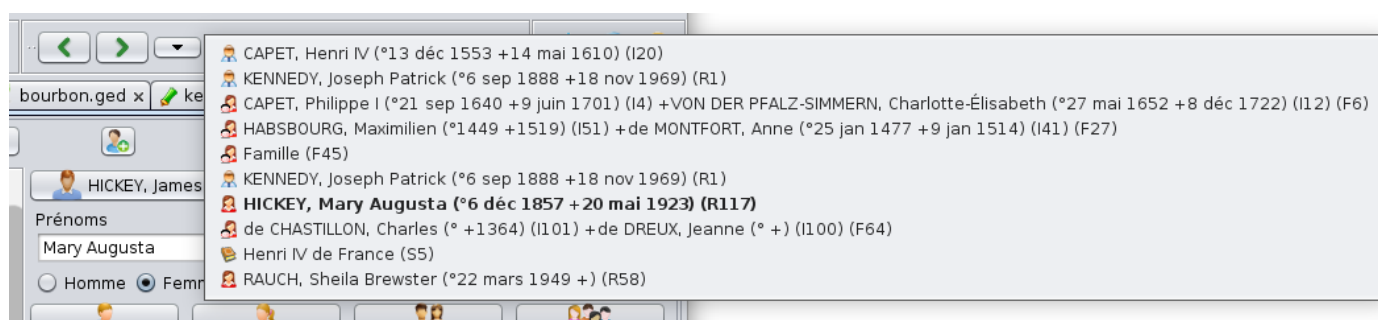 CAPET, Henri IV (°13 déc 1553 +14 mai 1610) (I20)
KENNEDY, Joseph Patrick (°6 sep 1888 +18 nov 1969) (R1)
bourbon.ged x
ke
CAPET, Philippe I (°21 sep 1640 +9 juin 1701) (I4) +VON DER PFALZ-SIMMERN, Charlotte-Élisabeth (°27 mai 1652 +8 déc 1722) (I12) (F6)
HABSBOURG, Maximilien (°1449 +1519) (I51) +de MONTFORT, Anne (°25 jan 1477 +9 jan 1514) (I41) (F27)
Famille (F45)
HICKEY, James
KENNEDY, Joseph Patrick (°6 sep 1888 +18 nov 1969) (R1)
HICKEY, Mary Augusta (°6 déc 1857 +20 mai 1923) (R117)
Prénoms
de CHASTILLON, Charles (° +1364) (I101) +de DREUX, Jeanne (° +) (I100) (F64)
Mary Augusta
Henri IV de France (S5)
Homme
Femm
RAUCH, Sheila Brewster (°22 mars 1949 +) (R58)